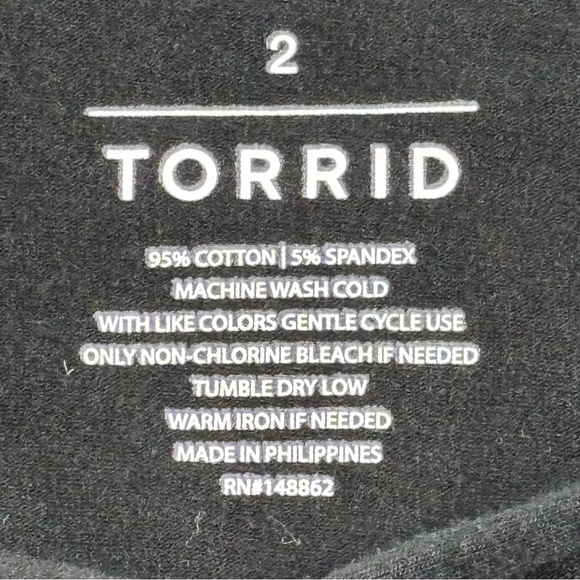 2
TORRID
95% COTTON | 5% SPANDEX
MACHINE WASH COLD
WITH LIKE COLORS GENTLE CYCLE USE
ONLY NON-CHLORINE BLEACH IF NEEDED
TUMBLE DRY LOW
WARM IRON IF NEEDED
MADE IN PHILIPPINES
RN#148862